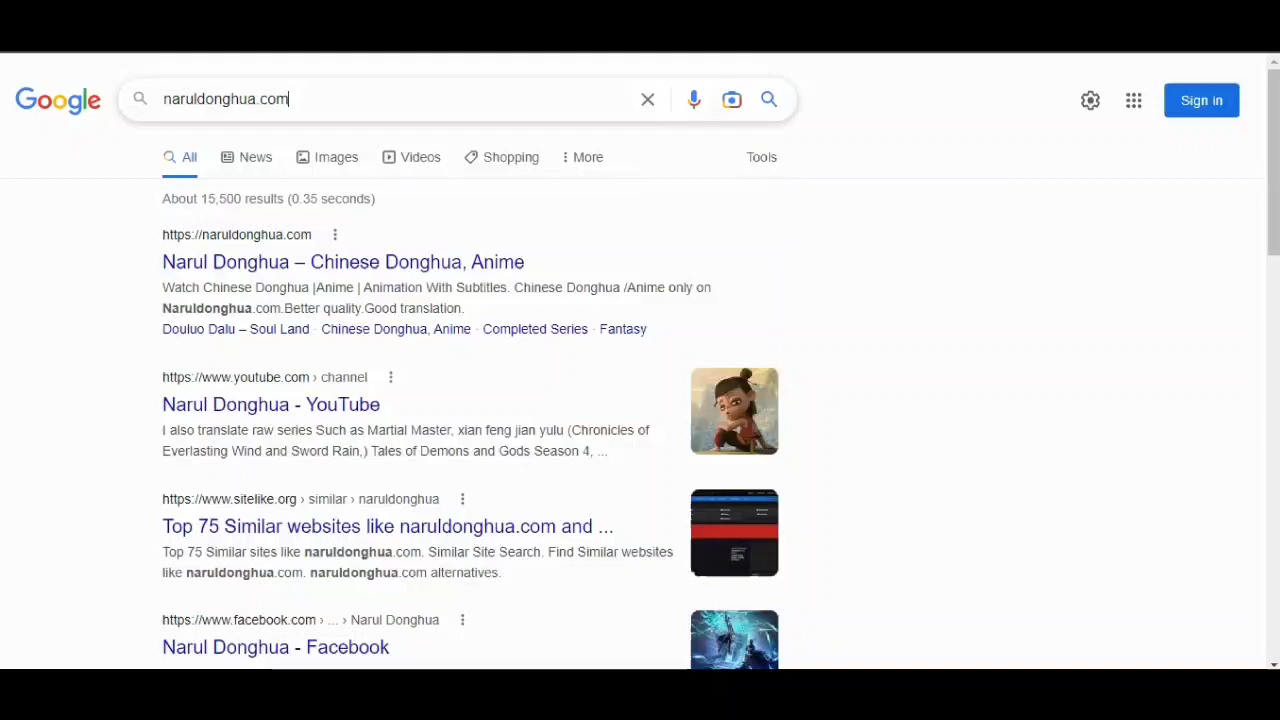 Google
naruldonghua.com
Sign in
All News Images Videos Shopping More Tools
About 15,500 results (0.35 seconds)
https://naruldonghua.com
Narul Donghua – Chinese Donghua, Anime
Watch Chinese Donghua |Anime | Animation With Subtitles. Chinese Donghua /Anime only on
Naruldonghua.com.Better quality.Good translation.
Douluo Dalu – Soul Land · Chinese Donghua, Anime · Completed Series · Fantasy
https://www.youtube.com › channel
Narul Donghua - YouTube
I also translate raw series Such as Martial Master, xian feng jian yulu (Chronicles of
Everlasting Wind and Sword Rain,) Tales of Demons and Gods Season 4, ...
https://www.sitelike.org › similar › naruldonghua
Top 75 Similar websites like naruldonghua.com and ...
Top 75 Similar sites like naruldonghua.com. Similar Site Search. Find Similar websites
like naruldonghua.com. naruldonghua.com alternatives.
https://www.facebook.com › ... › Narul Donghua
Narul Donghua - Facebook